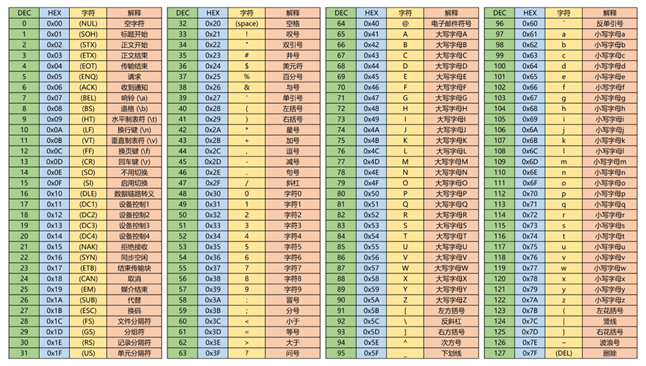 DEC HEX 字符 解释
0 0x00 (NUL) 空字符
1 0x01 (SOH) 标题开始
2 0x02 (STX) 正文开始
3 0x03 (ETX) 正文结束
4 0x04 (EOT) 传输结束
5 0x05 (ENQ) 请求
6 0x06 (ACK) 收到通知
7 0x07 (BEL) 响铃 (\a)
8 0x08 (BS) 退格 (\b)
9 0x09 (HT) 水平制表符 (\t)
10 0x0A (LF) 换行键 (\n)
11 0x0B (VT) 垂直制表符 (\v)
12 0x0C (FF) 换页键 (\f)
13 0x0D (CR) 回车键 (\r)
14 0x0E (SO) 不用切换
15 0x0F (SI) 启用切换
16 0x10 (DLE) 数据链路转义
17 0x11 (DC1) 设备控制1
18 0x12 (DC2) 设备控制2
19 0x13 (DC3) 设备控制3
20 0x14 (DC4) 设备控制4
21 0x15 (NAK) 拒绝接收
22 0x16 (SYN) 同步空闲
23 0x17 (ETB) 结束传输块
24 0x18 (CAN) 取消
25 0x19 (EM) 媒介结束
26 0x1A (SUB) 代替
27 0x1B (ESC) 换码
28 0x1C (FS) 文件分隔符
29 0x1D (GS) 分组符
30 0x1E (RS) 记录分隔符
31 0x1F (US) 单元分隔符
DEC HEX 字符 解释
32 0x20 (space) 空格
33 0x21 ! 叹号
34 0x22 " 双引号
35 0x23 # 井号
36 0x24 $ 美元符
37 0x25 % 百分号
38 0x26 & 与号
39 0x27 ' 单引号
40 0x28 ( 左括号
41 0x29 ) 右括号
42 0x2A * 星号
43 0x2B + 加号
44 0x2C , 逗号
45 0x2D - 减号
46 0x2E . 句号
47 0x2F / 斜杠
48 0x30 0 字符0
49 0x31 1 字符1
50 0x32 2 字符2
51 0x33 3 字符3
52 0x34 4 字符4
53 0x35 5 字符5
54 0x36 6 字符6
55 0x37 7 字符7
56 0x38 8 字符8
57 0x39 9 字符9
58 0x3A : 冒号
59 0x3B ; 分号
60 0x3C < 小于
61 0x3D = 等号
62 0x3E > 大于
63 0x3F ? 问号
DEC HEX 字符 解释
64 0x40 @ 电子邮件符号
65 0x41 A 大写字母A
66 0x42 B 大写字母B
67 0x43 C 大写字母C
68 0x44 D 大写字母D
69 0x45 E 大写字母E
70 0x46 F 大写字母F
71 0x47 G 大写字母G
72 0x48 H 大写字母H
73 0x49 I 大写字母I
74 0x4A J 大写字母J
75 0x4B K 大写字母K
76 0x4C L 大写字母L
77 0x4D M 大写字母M
78 0x4E N 大写字母N
79 0x4F O 大写字母O
80 0x50 P 大写字母P
81 0x51 Q 大写字母Q
82 0x52 R 大写字母R
83 0x53 S 大写字母S
84 0x54 T 大写字母T
85 0x55 U 大写字母U
86 0x56 V 大写字母V
87 0x57 W 大写字母W
88 0x58 X 大写字母X
89 0x59 Y 大写字母Y
90 0x5A Z 大写字母Z
91 0x5B [ 左方括号
92 0x5C \ 反斜杠
93 0x5D ] 右方括号
94 0x5E ^ 次方号
95 0x5F _ 下划线
DEC HEX 字符 解释
96 0x60 ` 反单引号
97 0x61 a 小写字母a
98 0x62 b 小写字母b
99 0x63 c 小写字母c
100 0x64 d 小写字母d
101 0x65 e 小写字母e
102 0x66 f 小写字母f
103 0x67 g 小写字母g
104 0x68 h 小写字母h
105 0x69 i 小写字母i
106 0x6A j 小写字母j
107 0x6B k 小写字母k
108 0x6C l 小写字母l
109 0x6D m 小写字母m
110 0x6E n 小写字母n
111 0x6F o 小写字母o
112 0x70 p 小写字母p
113 0x71 q 小写字母q
114 0x72 r 小写字母r
115 0x73 s 小写字母s
116 0x74 t 小写字母t
117 0x75 u 小写字母u
118 0x76 v 小写字母v
119 0x77 w 小写字母w
120 0x78 x 小写字母x
121 0x79 y 小写字母y
122 0x7A z 小写字母z
123 0x7B { 左花括号
124 0x7C | 竖线
125 0x7D } 右花括号
126 0x7E ~ 波浪号
127 0x7F (DEL) 删除